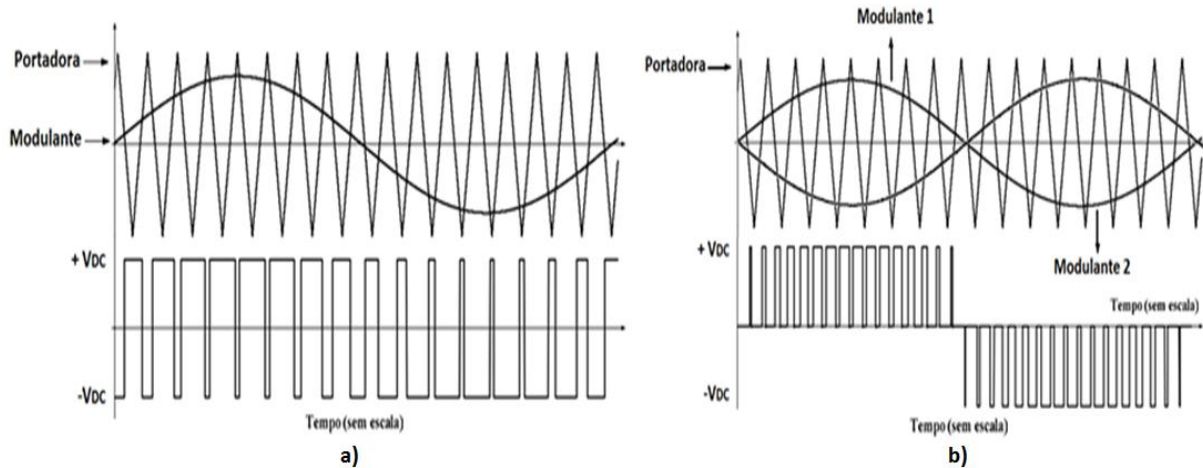 Portadora
Modulante
+ VDC
-VDC
Tempo (sem escala)
a)
Modulante 1
Portadora
Modulante 2
+ VDC
Tempo (sem escala)
-VDC
Tempo (sem escala)
b)